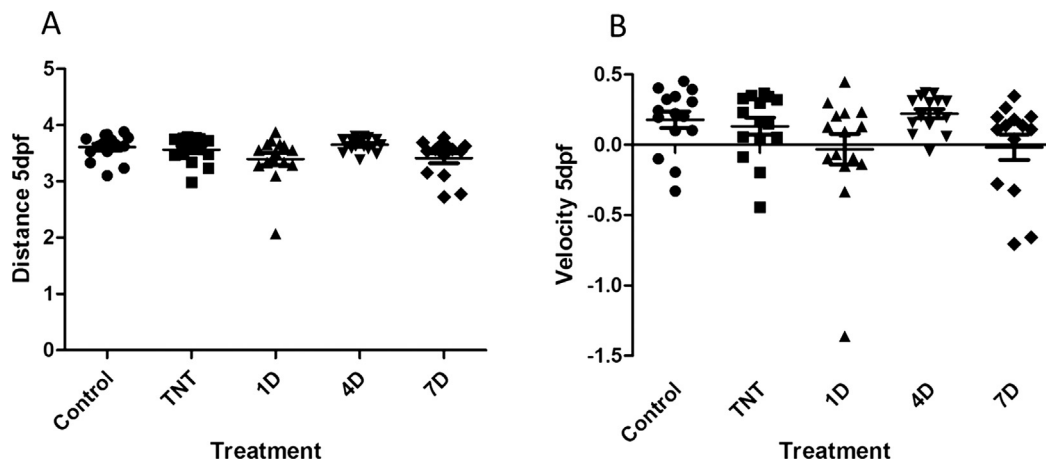 A
Distance 5dpf
5
4
3
2
1
0
Control
TNT
1D
4D
7D
Treatment
B
Velocity 5dpf
0.5
0.0
-0.5
-1.0
-1.5
Control
TNT
1D
4D
7D
Treatment